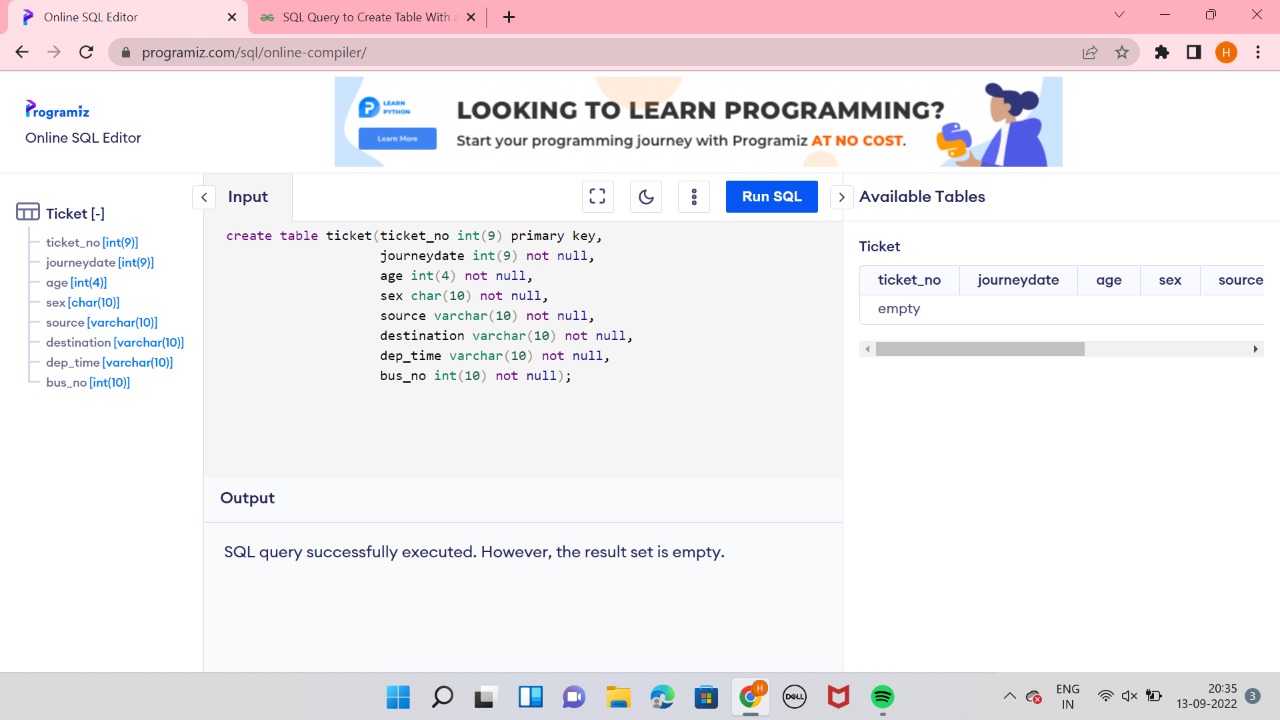 Online SQL Editor
SQL Query to Create Table With a
programiz.com/sql/online-compiler/
H
Programiz
Online SQL Editor
LEARN
PYTHON
Learn More
LOOKING TO LEARN PROGRAMMING?
Start your programming journey with Programiz AT NO COST.
Ticket [-]
ticket_no [int(9)]
journeydate [int(9)]
age [int(4)]
sex [char(10)]
source [varchar(10)]
destination [varchar(10)]
dep_time [varchar(10)]
bus_no [int(10)]
Input
Run SQL
create table ticket(ticket_no int(9) primary key,
journeydate int(9) not null,
age int(4) not null,
sex char(10) not null,
source varchar(10) not null,
destination varchar(10) not null,
dep_time varchar(10) not null,
bus_no int(10) not null);
Output
SQL query successfully executed. However, the result set is empty.
Available Tables
Ticket
ticket_no journeydate age sex source
empty
H
DELL
ENG
IN
20:35
13-09-2022
3